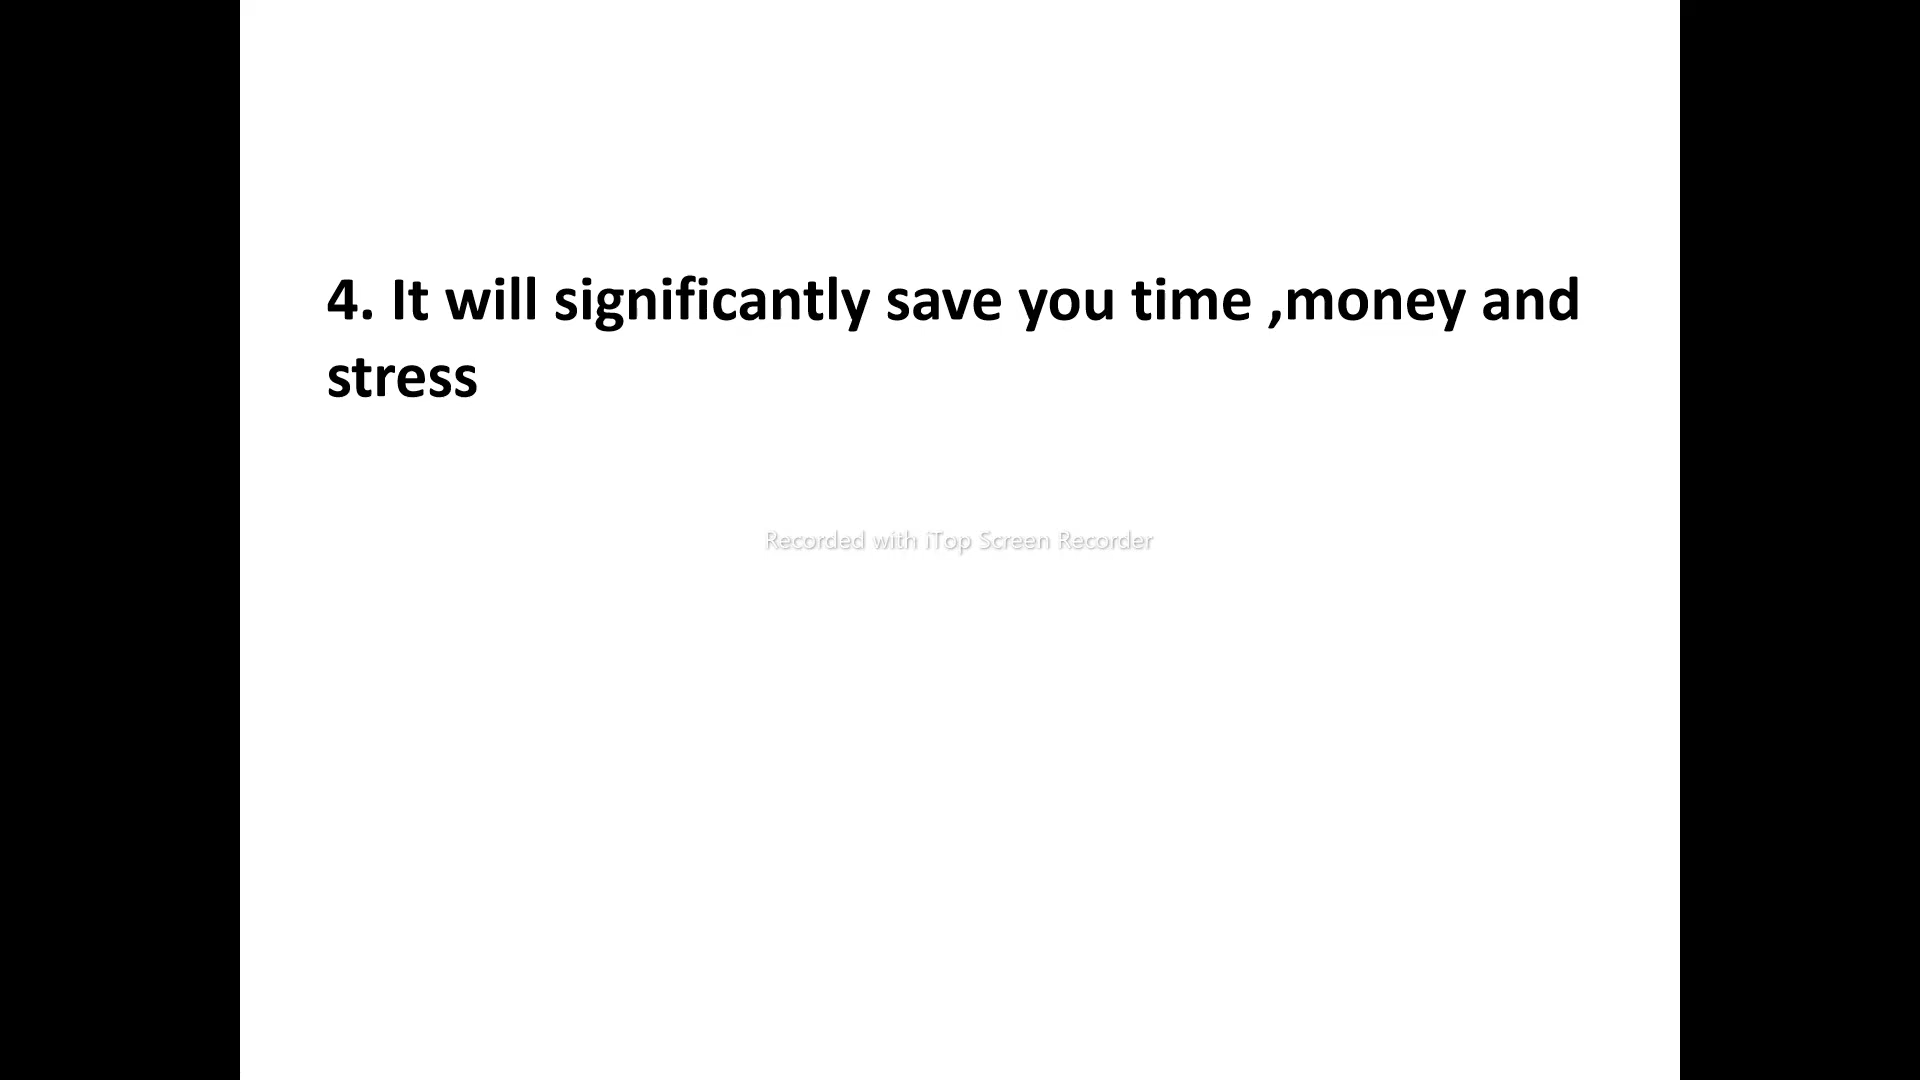 4. It will significantly save you time ,money and
stress
Recorded with iTop Screen Recorder